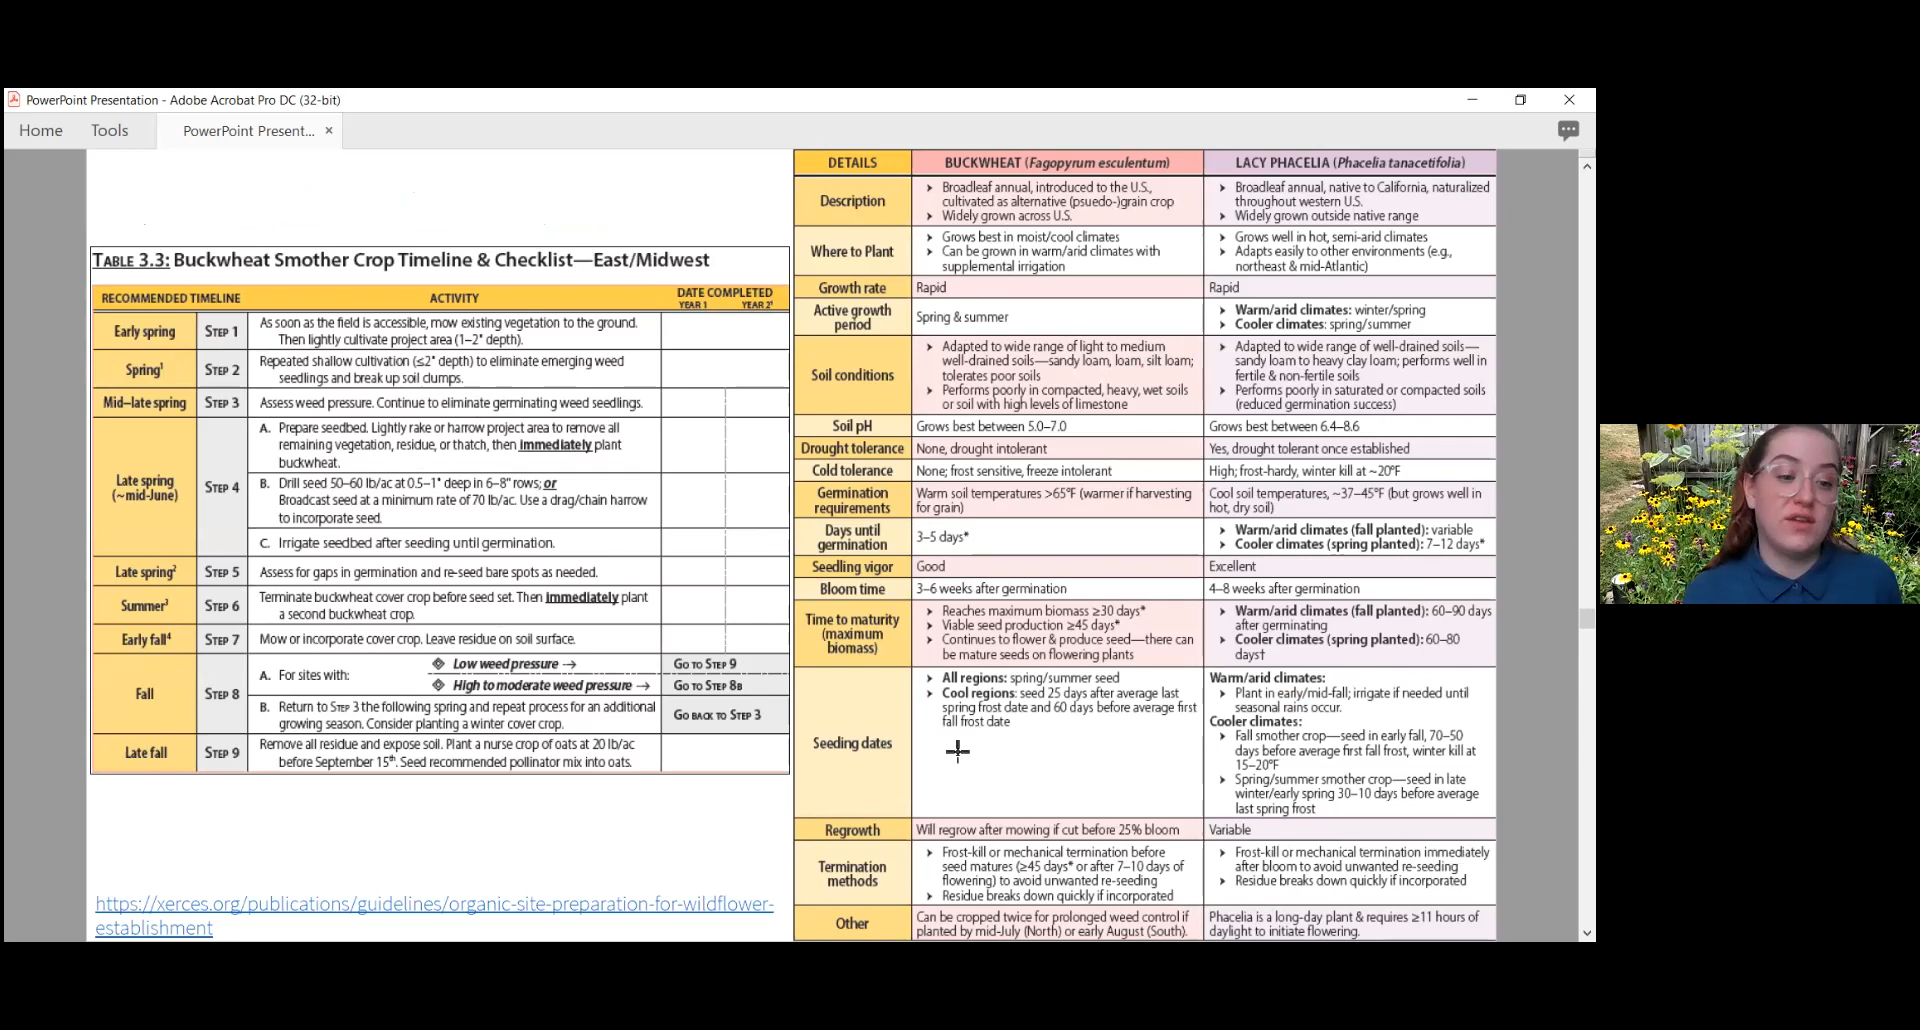 PowerPoint Presentation - Adobe Acrobat Pro DC (32-bit)
Home Tools PowerPoint Present... ×
TABLE 3.3: Buckwheat Smother Crop Timeline & Checklist—East/Midwest
RECOMMENDED TIMELINE ACTIVITY DATE COMPLETED
YEAR 1 YEAR 2¹
Early spring STEP 1 As soon as the field is accessible, mow existing vegetation to the ground.
Then lightly cultivate project area (1–2" depth).
Spring¹ STEP 2 Repeated shallow cultivation (≤2" depth) to eliminate emerging weed
seedlings and break up soil clumps.
Mid–late spring STEP 3 Assess weed pressure. Continue to eliminate germinating weed seedlings.
Late spring
(~mid-June)
STEP 4
A. Prepare seedbed. Lightly rake or harrow project area to remove all
remaining vegetation, residue, or thatch, then immediately plant
buckwheat.
B. Drill seed 50–60 lb/ac at 0.5–1" deep in 6–8" rows; or
Broadcast seed at a minimum rate of 70 lb/ac. Use a drag/chain harrow
to incorporate seed.
C. Irrigate seedbed after seeding until germination.
Late spring² STEP 5 Assess for gaps in germination and re-seed bare spots as needed.
Summer³ STEP 6 Terminate buckwheat cover crop before seed set. Then immediately plant
a second buckwheat crop.
Early fall⁴ STEP 7 Mow or incorporate cover crop. Leave residue on soil surface.
Fall STEP 8
A. For sites with:
Low weed pressure → GO TO STEP 9
High to moderate weed pressure → GO TO STEP 8B
B. Return to STEP 3 the following spring and repeat process for an additional
growing season. Consider planting a winter cover crop.
GO BACK TO STEP 3
Late fall STEP 9 Remove all residue and expose soil. Plant a nurse crop of oats at 20 lb/ac
before September 15th. Seed recommended pollinator mix into oats.
https://xerces.org/publications/guidelines/organic-site-preparation-for-wildflower-
establishment
DETAILS BUCKWHEAT (Fagopyrum esculentum) LACY PHACELIA (Phacelia tanacetifolia)
Description
➤ Broadleaf annual, introduced to the U.S.,
cultivated as alternative (psuedo-)grain crop
➤ Widely grown across U.S.
➤ Broadleaf annual, native to California, naturalized
throughout western U.S.
➤ Widely grown outside native range
Where to Plant
➤ Grows best in moist/cool climates
➤ Can be grown in warm/arid climates with
supplemental irrigation
➤ Grows well in hot, semi-arid climates
➤ Adapts easily to other environments (e.g.,
northeast & mid-Atlantic)
Growth rate Rapid Rapid
Active growth
period
Spring & summer
➤ Warm/arid climates: winter/spring
➤ Cooler climates: spring/summer
Soil conditions
➤ Adapted to wide range of light to medium
well-drained soils—sandy loam, loam, silt loam;
tolerates poor soils
➤ Performs poorly in compacted, heavy, wet soils
or soil with high levels of limestone
➤ Adapted to wide range of well-drained soils—
sandy loam to heavy clay loam; performs well in
fertile & non-fertile soils
➤ Performs poorly in saturated or compacted soils
(reduced germination success)
Soil pH Grows best between 5.0–7.0 Grows best between 6.4–8.6
Drought tolerance None, drought intolerant Yes, drought tolerant once established
Cold tolerance None; frost sensitive, freeze intolerant High; frost-hardy, winter kill at ~20°F
Germination
requirements
Warm soil temperatures >65°F (warmer if harvesting
for grain)
Cool soil temperatures, ~37–45°F (but grows well in
hot, dry soil)
Days until
germination
3–5 days*
➤ Warm/arid climates (fall planted): variable
➤ Cooler climates (spring planted): 7–12 days*
Seedling vigor Good Excellent
Bloom time 3–6 weeks after germination 4–8 weeks after germination
Time to maturity
(maximum
biomass)
➤ Reaches maximum biomass ≥30 days*
➤ Viable seed production ≥45 days*
➤ Continues to flower & produce seed—there can
be mature seeds on flowering plants
➤ Warm/arid climates (fall planted): 60–90 days
after germinating
➤ Cooler climates (spring planted): 60–80
days†
Seeding dates
➤ All regions: spring/summer seed
➤ Cool regions: seed 25 days after average last
spring frost date and 60 days before average first
fall frost date
Warm/arid climates:
➤ Plant in early/mid-fall; irrigate if needed until
seasonal rains occur.
Cooler climates:
➤ Fall smother crop—seed in early fall, 70–50
days before average first fall frost, winter kill at
15–20°F
➤ Spring/summer smother crop—seed in late
winter/early spring 30–10 days before average
last spring frost
Regrowth Will regrow after mowing if cut before 25% bloom Variable
Termination
methods
➤ Frost-kill or mechanical termination before
seed matures (≥45 days* or after 7–10 days of
flowering) to avoid unwanted re-seeding
➤ Residue breaks down quickly if incorporated
➤ Frost-kill or mechanical termination immediately
after bloom to avoid unwanted re-seeding
➤ Residue breaks down quickly if incorporated
Other
Can be cropped twice for prolonged weed control if
planted by mid-July (North) or early August (South).
Phacelia is a long-day plant & requires ≥11 hours of
daylight to initiate flowering.